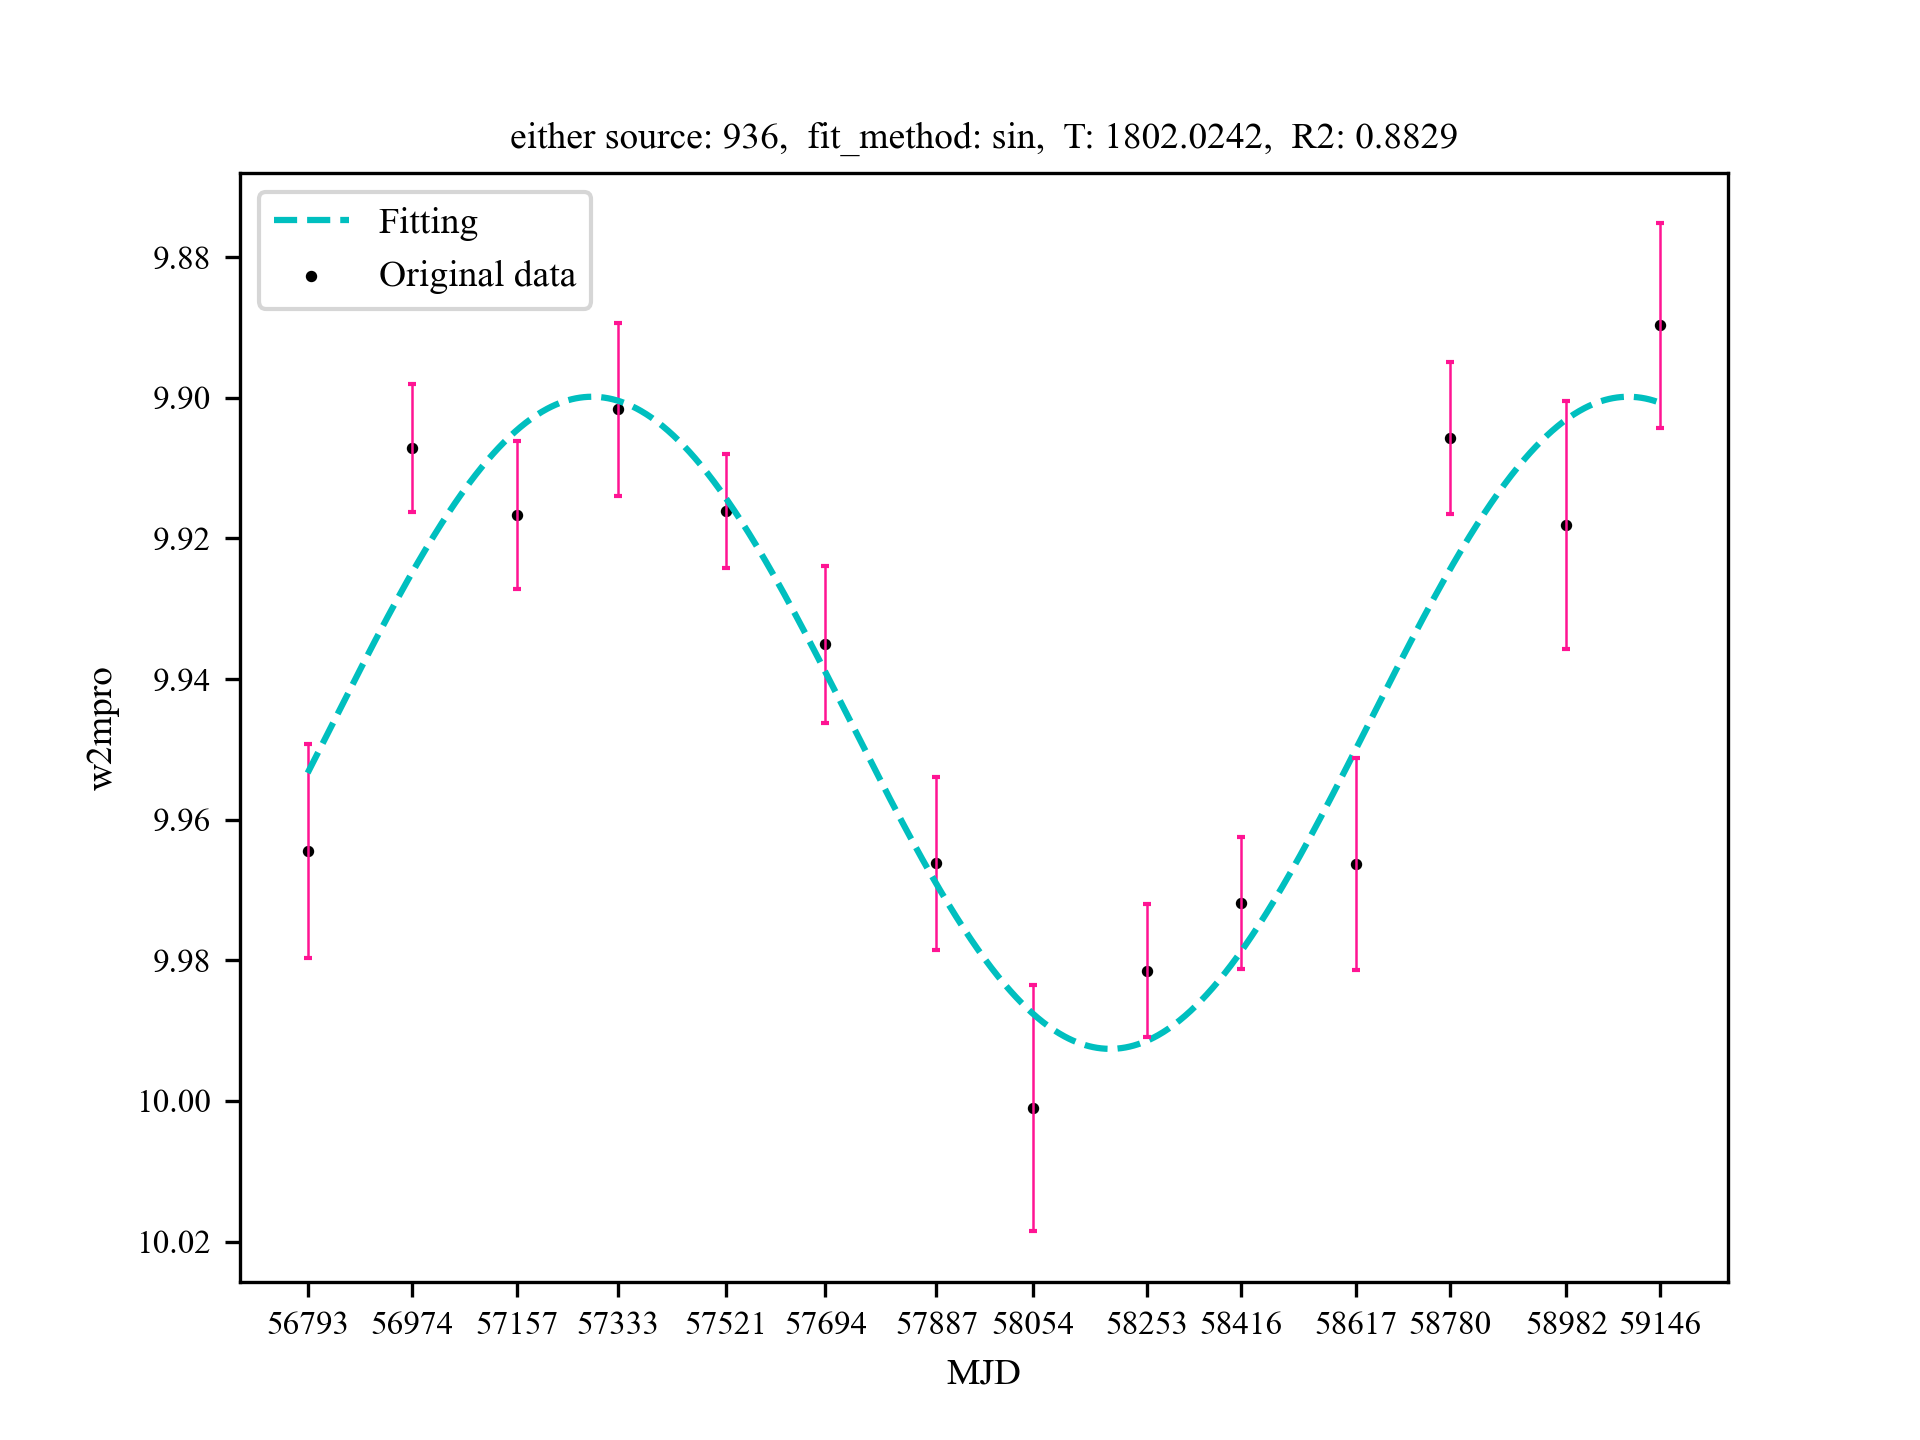 either source: 936,  fit_method: sin,  T: 1802.0242,  R2: 0.8829
Fitting
Original data
9.88
9.90
9.92
9.94
9.96
9.98
10.00
10.02
w2mpro
56793 56974 57157 57333 57521 57694 57887 58054 58253 58416 58617 58780 58982 59146
MJD